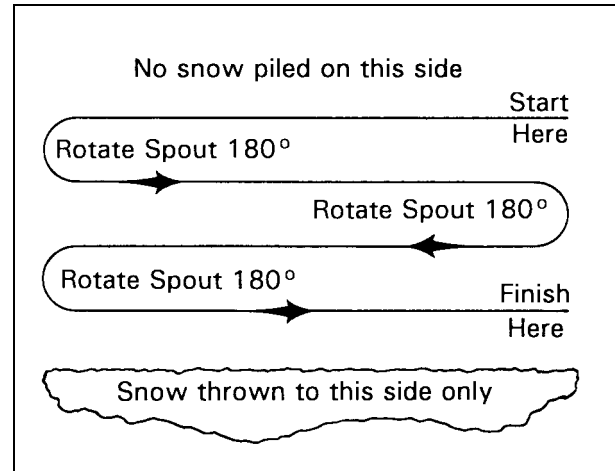 No snow piled on this side
Start
Here
Rotate Spout 180°
Rotate Spout 180°
Rotate Spout 180°
Finish
Here
Snow thrown to this side only